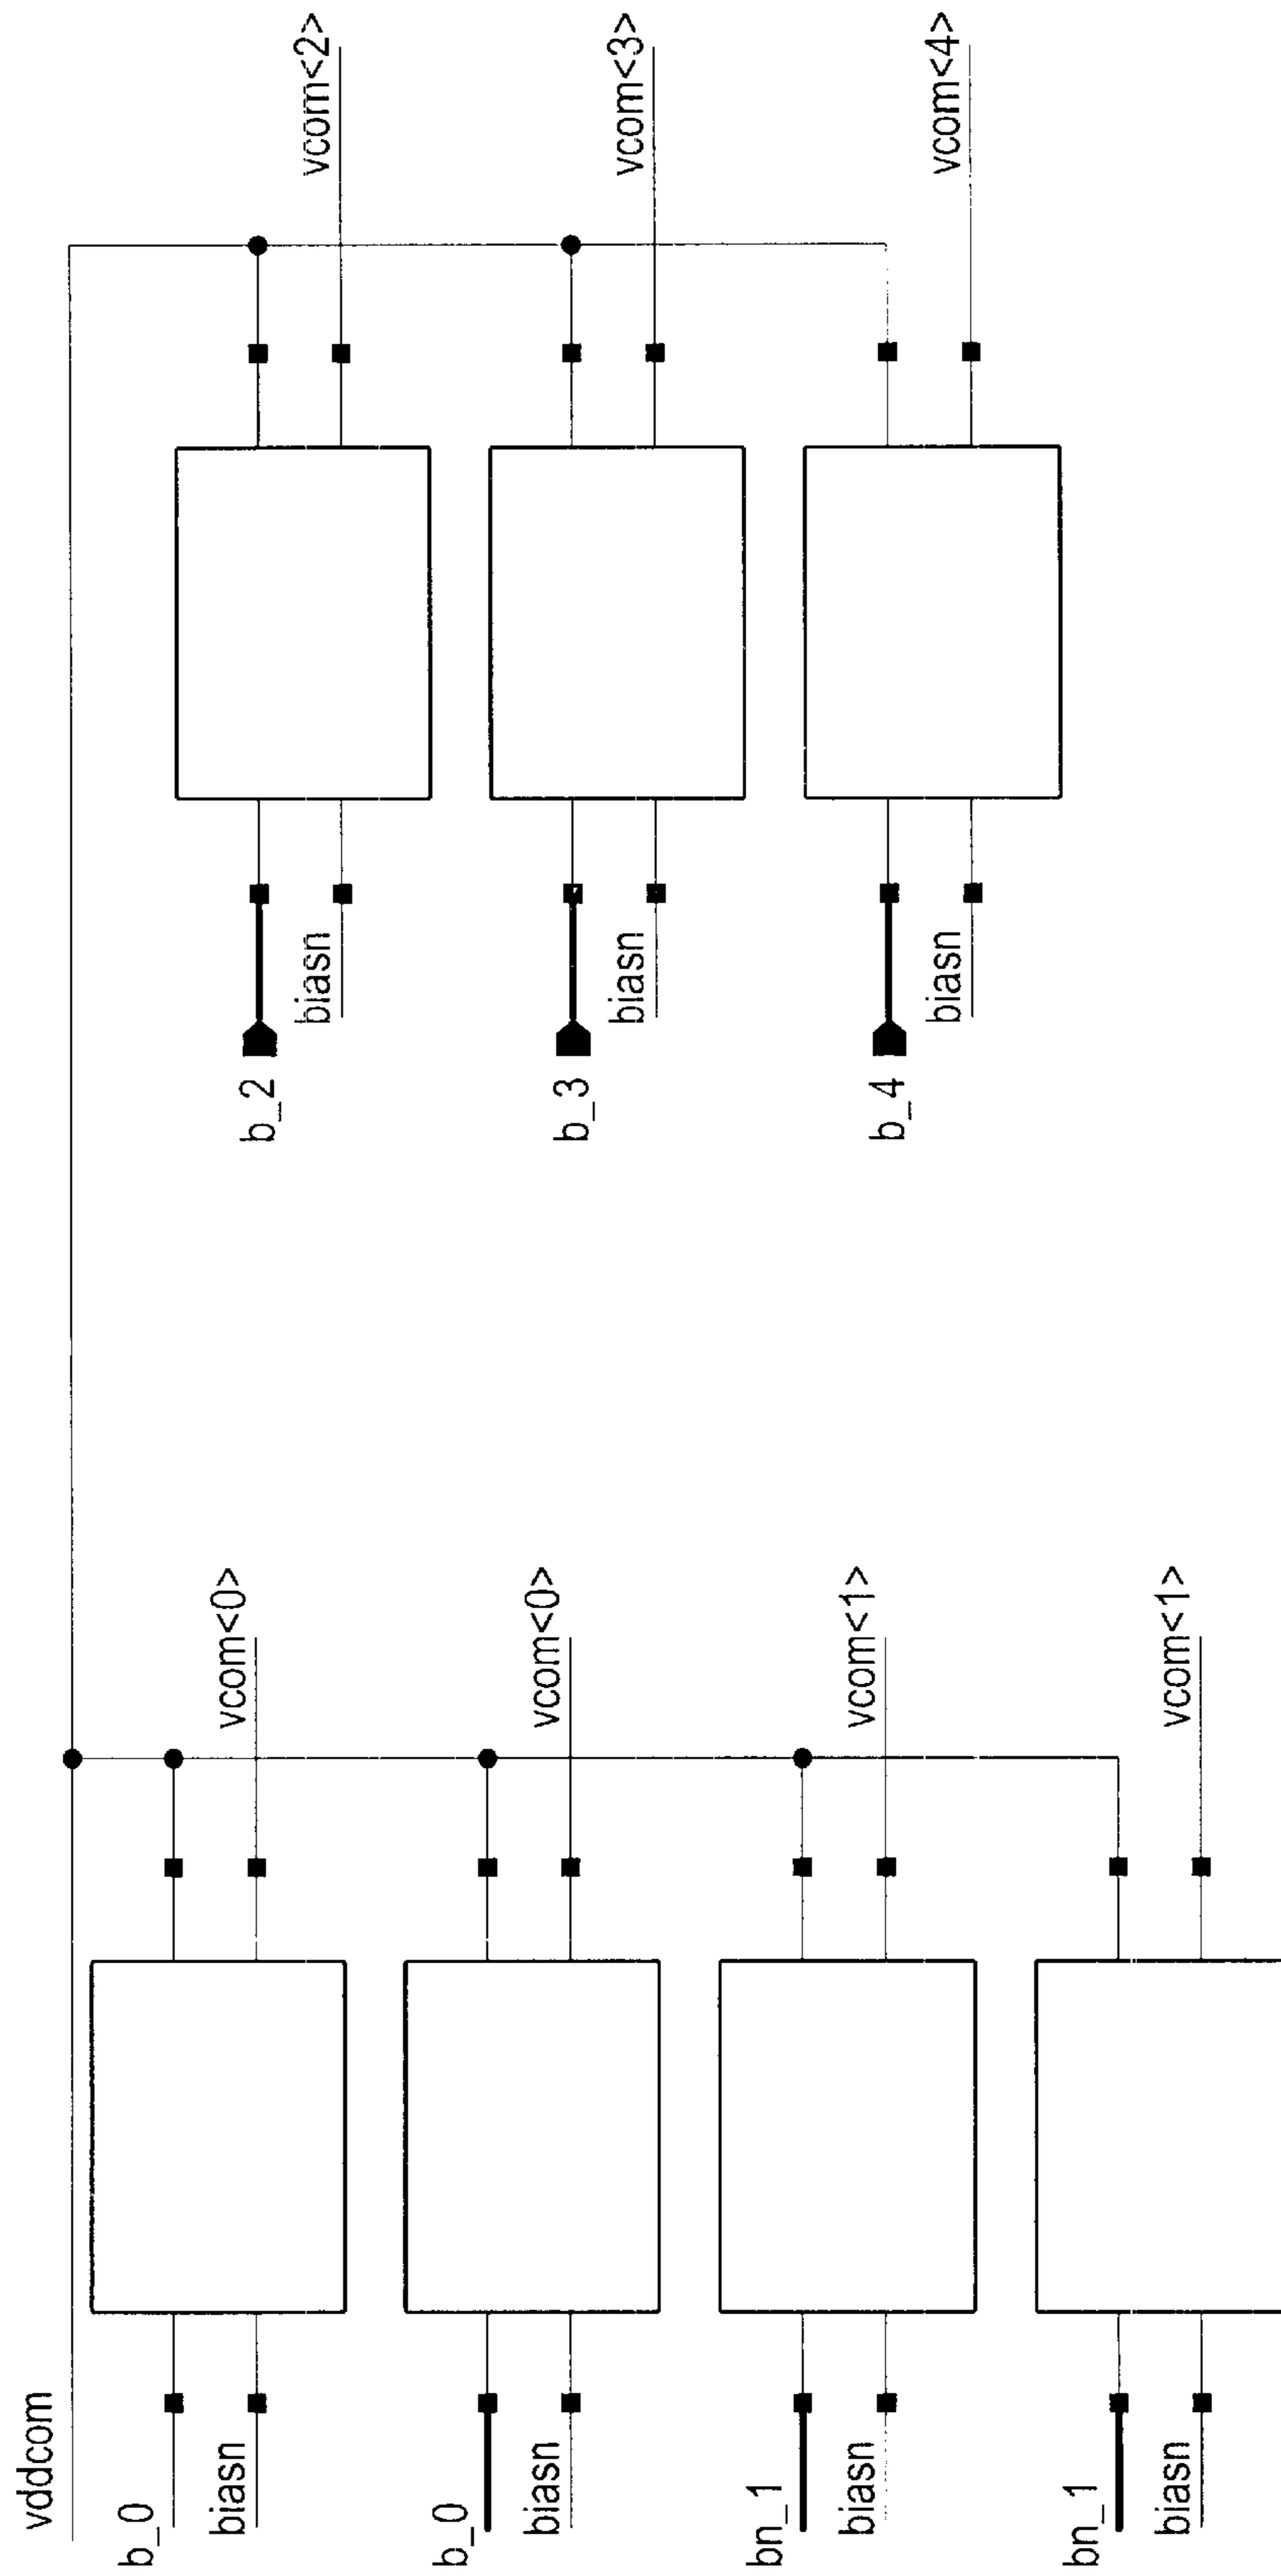 vddcom
b_0
biasn
vcom<0>
b_0
biasn
vcom<0>
bn_1
biasn
vcom<1>
bn_1
biasn
vcom<1>
b_2
biasn
vcom<2>
b_3
biasn
vcom<3>
b_4
biasn
vcom<4>